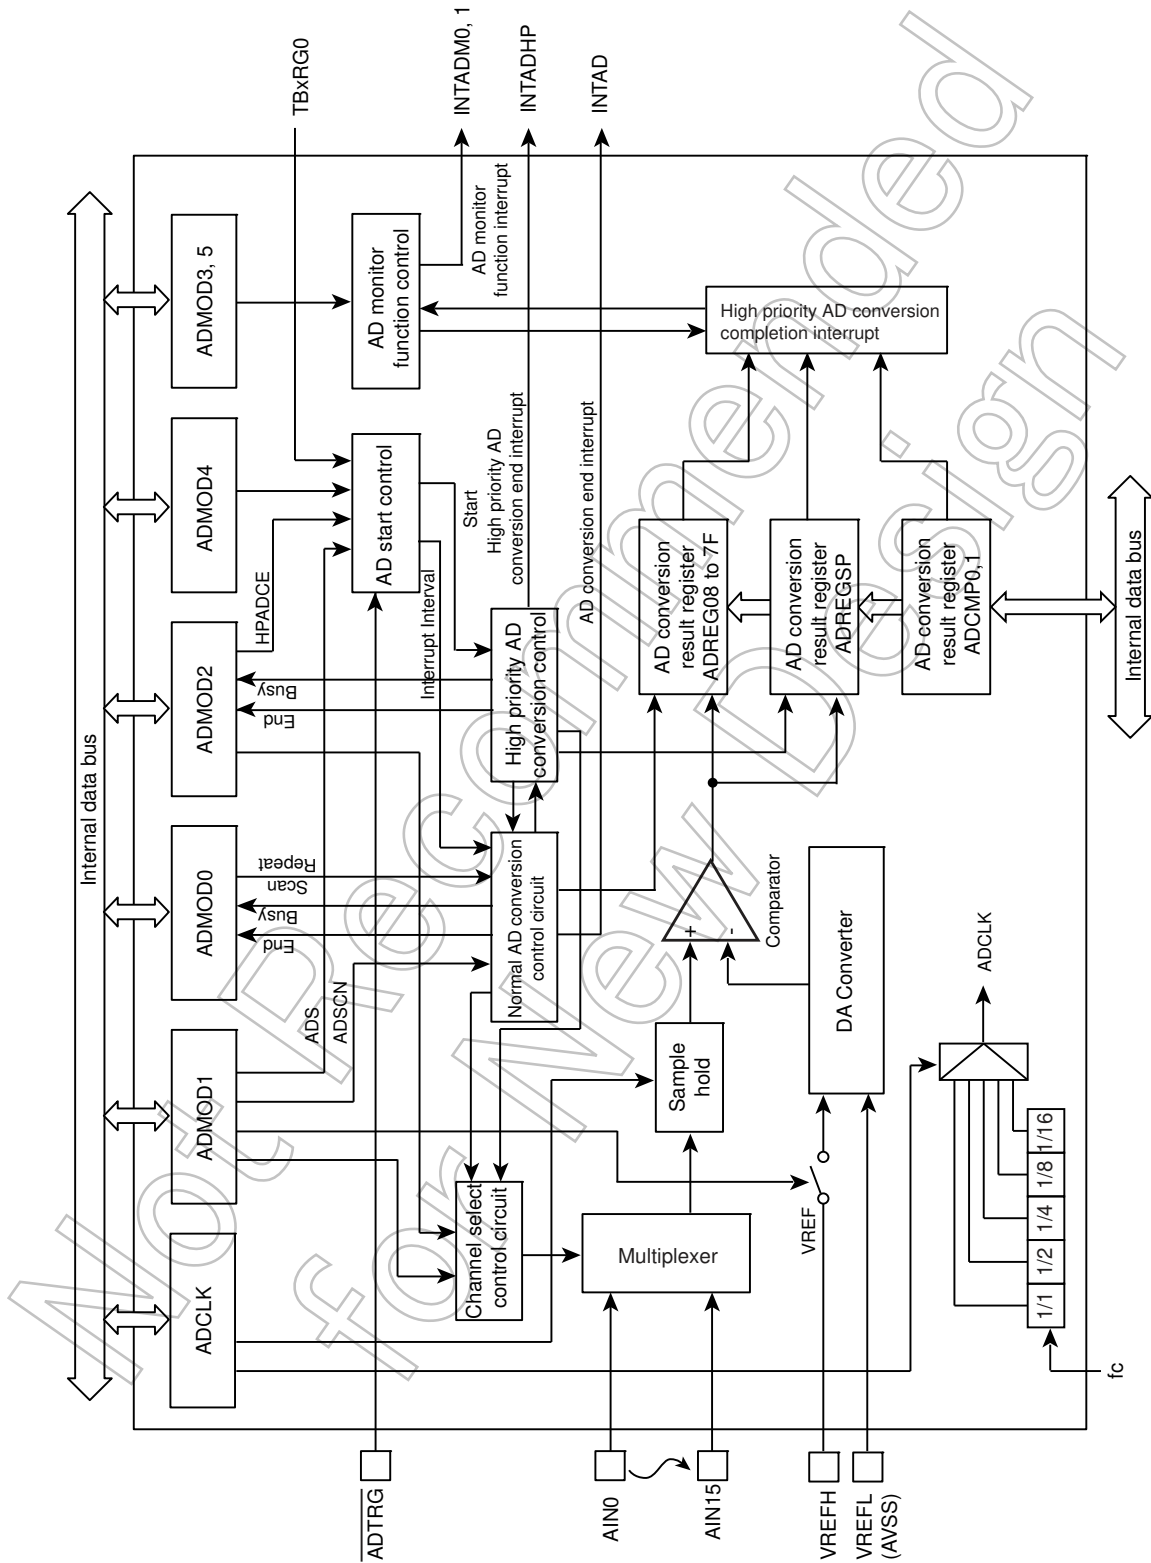 Internal data bus
ADCLK
ADMOD1
ADMOD0
ADMOD2
ADMOD4
ADMOD3, 5
ADS
ADSCN
End
Busy
Scan
Repeat
End
Busy
HPADCE
TBxRG0
ADTRG
AD start control
AD monitor
function control
INTADM0, 1
AD monitor
function interrupt
Interrupt Interval
Start
High priority AD
conversion end interrupt
INTADHP
AD conversion end interrupt
INTAD
Channel select
control circuit
Normal AD conversion
control circuit
High priority AD
conversion control
AIN0
AIN15
Multiplexer
Sample
hold
+
-
Comparator
AD conversion
result register
ADREG08 to 7F
AD conversion
result register
ADREGSP
AD conversion
result register
ADCMP0,1
High priority AD conversion
completion interrupt
VREFH
VREFL
(AVSS)
VREF
DA Converter
ADCLK
fc
1/1
1/2
1/4
1/8
1/16
Internal data bus
Not Recommended
for New Design